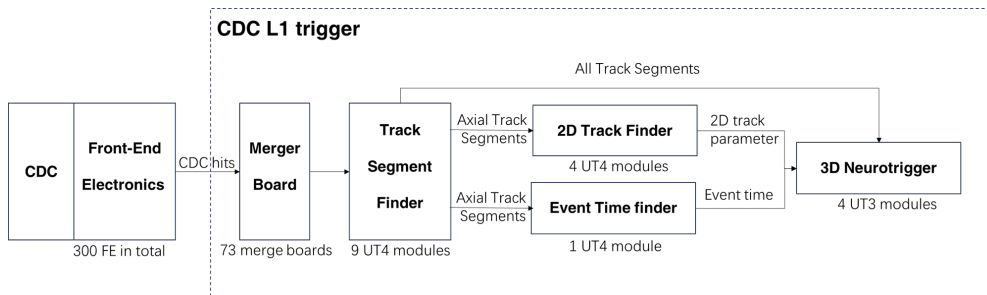 CDC L1 trigger
All Track Segments
CDC
Front-End
Electronics
300 FE in total
CDC hits
Merger
Board
73 merge boards
Track
Segment
Finder
9 UT4 modules
Axial Track
Segments
2D Track Finder
4 UT4 modules
2D track
parameter
Axial Track
Segments
Event Time finder
1 UT4 module
Event time
3D Neurotrigger
4 UT3 modules